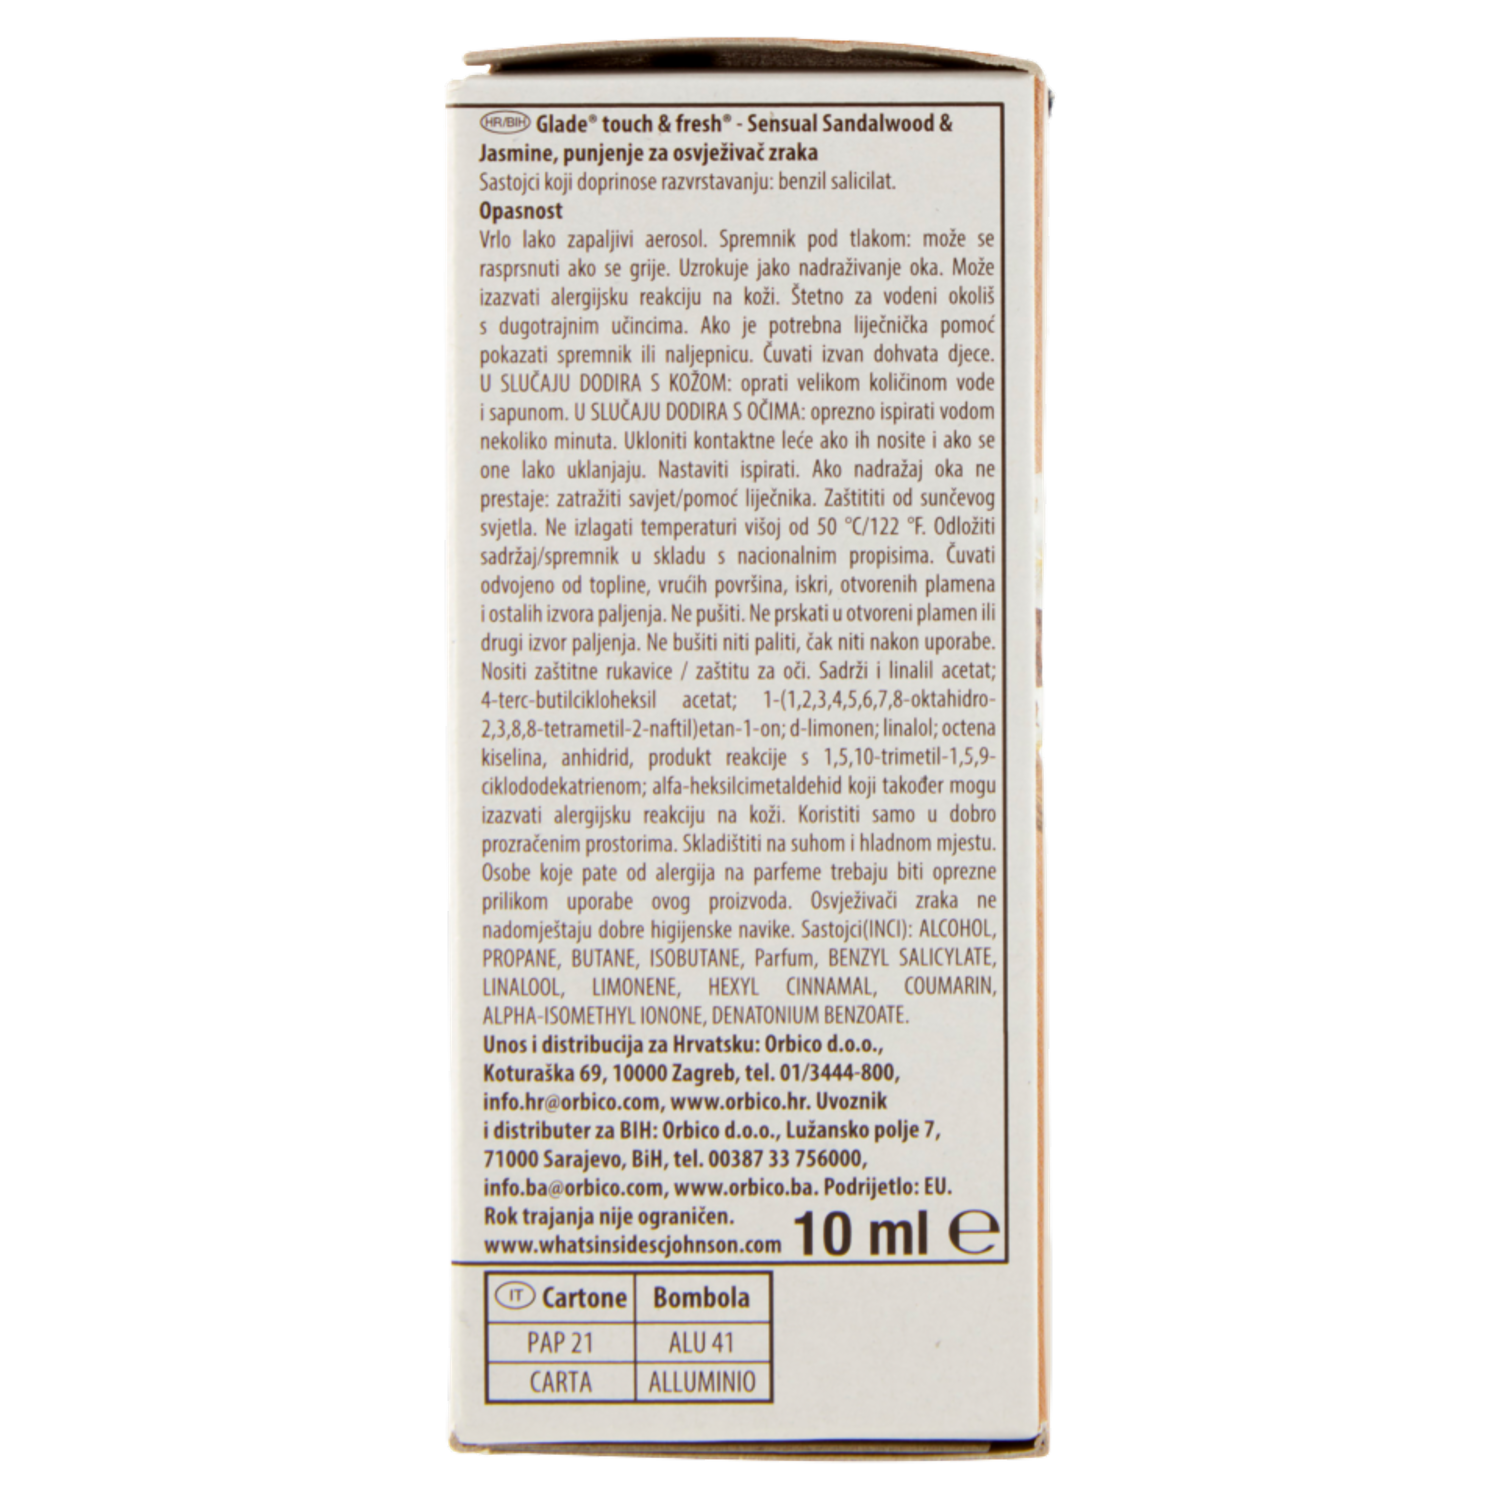 HR/BIH Glade® touch & fresh® - Sensual Sandalwood &
Jasmine, punjenje za osvježivač zraka
Sastojci koji doprinose razvrstavanju: benzil salicilat.
Opasnost
Vrlo lako zapaljivi aerosol. Spremnik pod tlakom: može se
rasprsnuti ako se grije. Uzrokuje jako nadraživanje oka. Može
izazvati alergijsku reakciju na koži. Štetno za vodeni okoliš
s dugotrajnim učincima. Ako je potrebna liječnička pomoć
pokazati spremnik ili naljepnicu. Čuvati izvan dohvata djece.
U SLUČAJU DODIRA S KOŽOM: oprati velikom količinom vode
i sapunom. U SLUČAJU DODIRA S OČIMA: oprezno ispirati vodom
nekoliko minuta. Ukloniti kontaktne leće ako ih nosite i ako se
one lako uklanjaju. Nastaviti ispirati. Ako nadražaj oka ne
prestaje: zatražiti savjet/pomoć liječnika. Zaštititi od sunčevog
svjetla. Ne izlagati temperaturi višoj od 50 °C/122 °F. Odložiti
sadržaj/spremnik u skladu s nacionalnim propisima. Čuvati
odvojeno od topline, vrućih površina, iskri, otvorenih plamena
i ostalih izvora paljenja. Ne pušiti. Ne prskati u otvoreni plamen ili
drugi izvor paljenja. Ne bušiti niti paliti, čak niti nakon uporabe.
Nositi zaštitne rukavice / zaštitu za oči. Sadrži i linalil acetat;
4-terc-butilcikloheksil acetat; 1-(1,2,3,4,5,6,7,8-oktahidro-
2,3,8,8-tetrametil-2-naftil)etan-1-on; d-limonen; linalol; octena
kiselina, anhidrid, produkt reakcije s 1,5,10-trimetil-1,5,9-
ciklododekatrienom; alfa-heksilcimetaldehid koji također mogu
izazvati alergijsku reakciju na koži. Koristiti samo u dobro
prozračenim prostorima. Skladištiti na suhom i hladnom mjestu.
Osobe koje pate od alergija na parfeme trebaju biti oprezne
prilikom uporabe ovog proizvoda. Osvježivači zraka ne
nadomještaju dobre higijenske navike. Sastojci(INCI): ALCOHOL,
PROPANE, BUTANE, ISOBUTANE, Parfum, BENZYL SALICYLATE,
LINALOOL, LIMONENE, HEXYL CINNAMAL, COUMARIN,
ALPHA-ISOMETHYL IONONE, DENATONIUM BENZOATE.
Unos i distribucija za Hrvatsku: Orbico d.o.o.,
Koturaška 69, 10000 Zagreb, tel. 01/3444-800,
info.hr@orbico.com, www.orbico.hr. Uvoznik
i distributer za BIH: Orbico d.o.o., Lužansko polje 7,
71000 Sarajevo, BiH, tel. 00387 33 756000,
info.ba@orbico.com, www.orbico.ba. Podrijetlo: EU.
Rok trajanja nije ograničen.
www.whatsinsidescjohnson.com 10 ml ℮
IT Cartone Bombola
PAP 21 ALU 41
CARTA ALLUMINIO